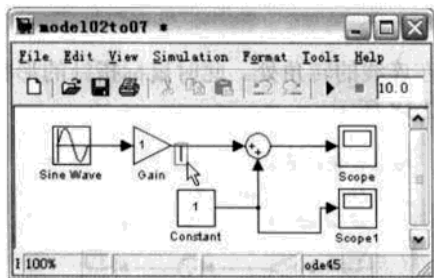 model02to07 *
File Edit View Simulation Format Tools Help
10.0
1
Sine Wave
Gain
++
Scope
1
Constant
Scope1
100%
ode45